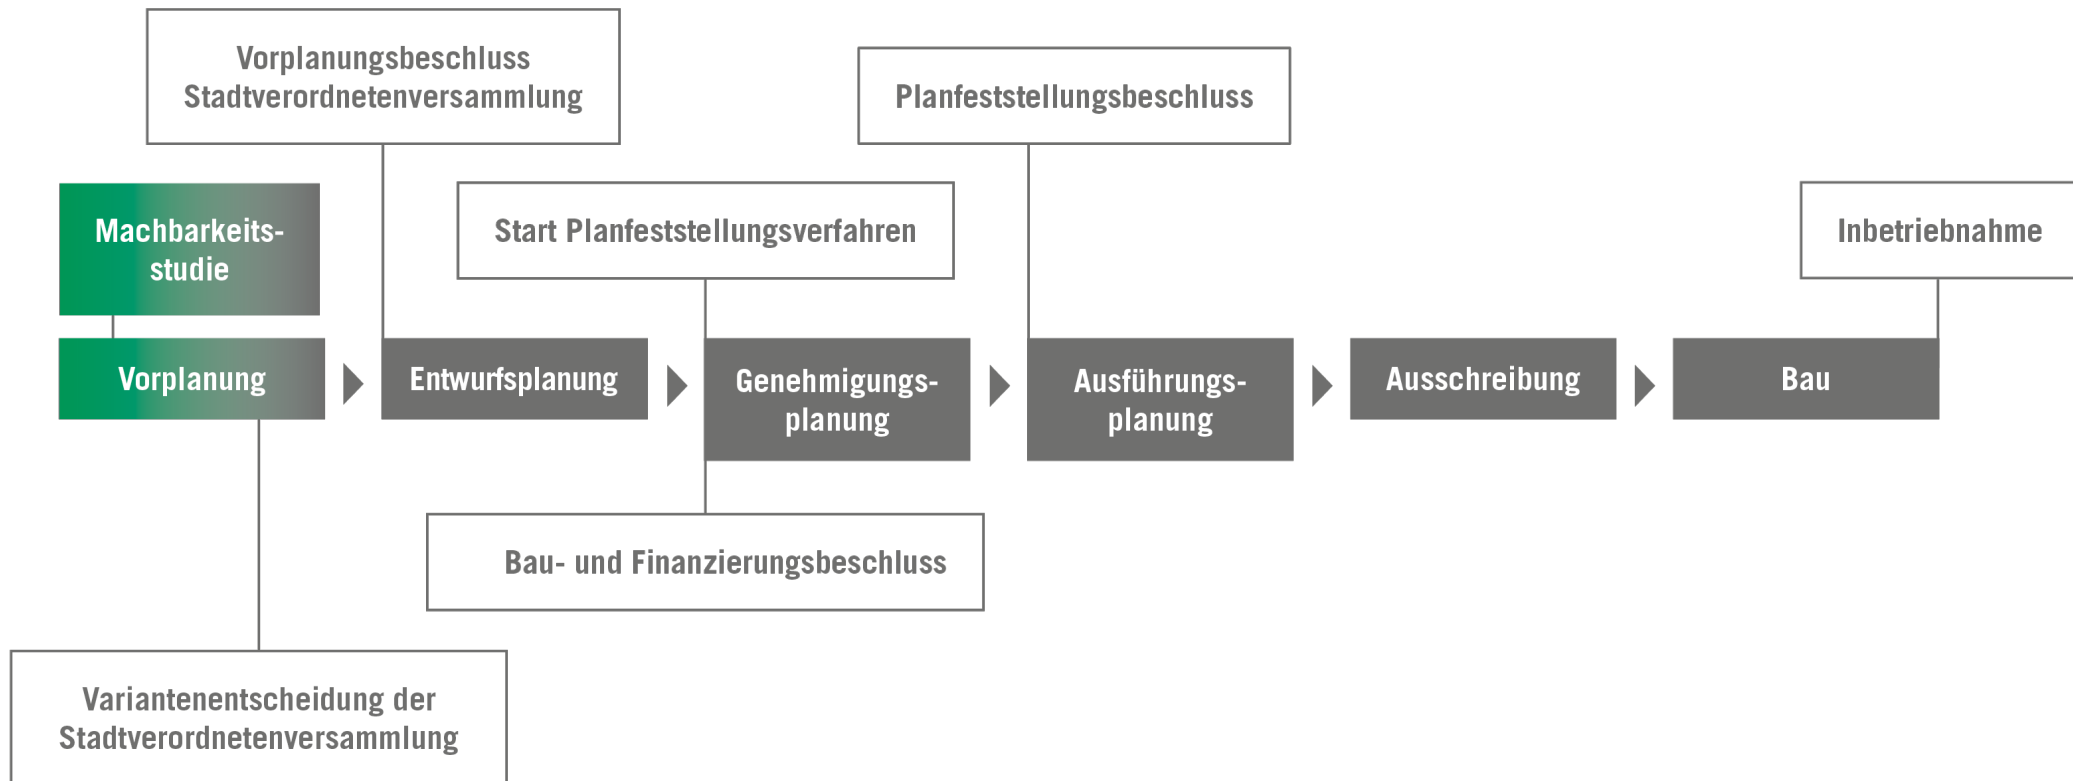 Vorplanungsbeschluss
Stadtverordnetenversammlung
Planfeststellungsbeschluss
Machbarkeits-
studie
Start Planfeststellungsverfahren
Inbetriebnahme
Vorplanung
Entwurfsplanung
Genehmigungs-
planung
Ausführungs-
planung
Ausschreibung
Bau
Bau- und Finanzierungsbeschluss
Variantenentscheidung der
Stadtverordnetenversammlung